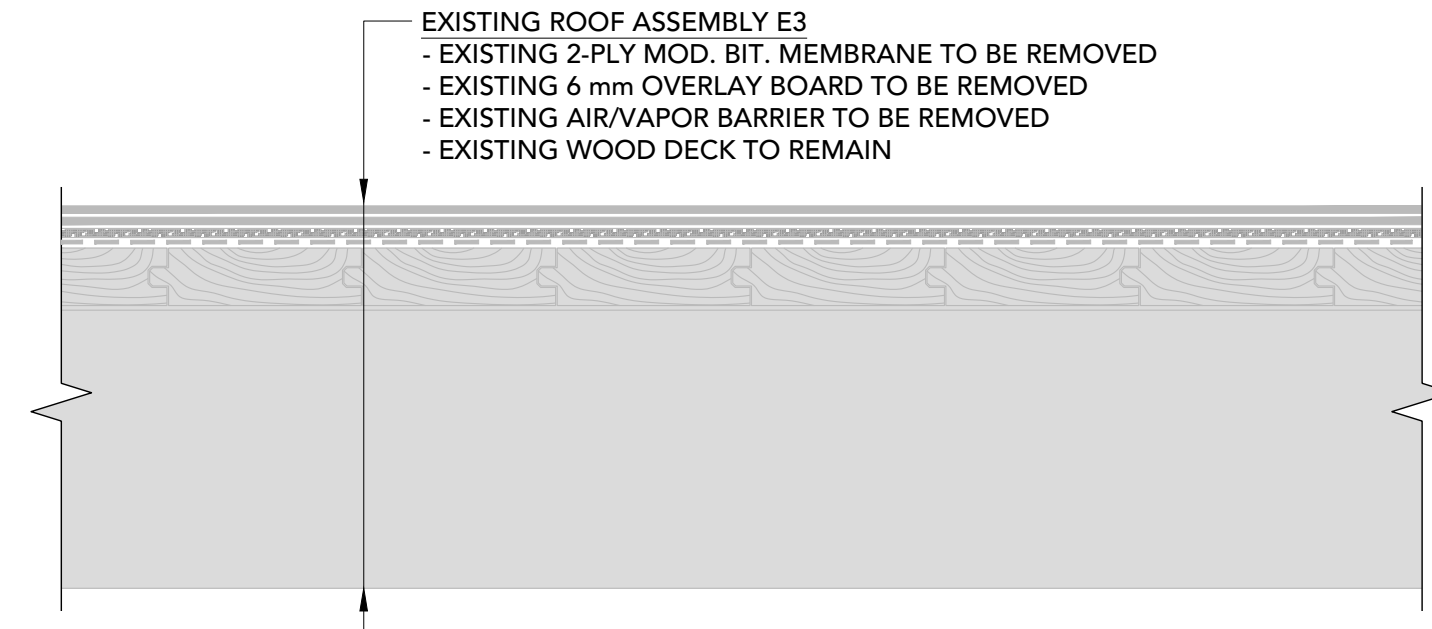 EXISTING ROOF ASSEMBLY E3
- EXISTING 2-PLY MOD. BIT. MEMBRANE TO BE REMOVED
- EXISTING 6 mm OVERLAY BOARD TO BE REMOVED
- EXISTING AIR/VAPOR BARRIER TO BE REMOVED
- EXISTING WOOD DECK TO REMAIN